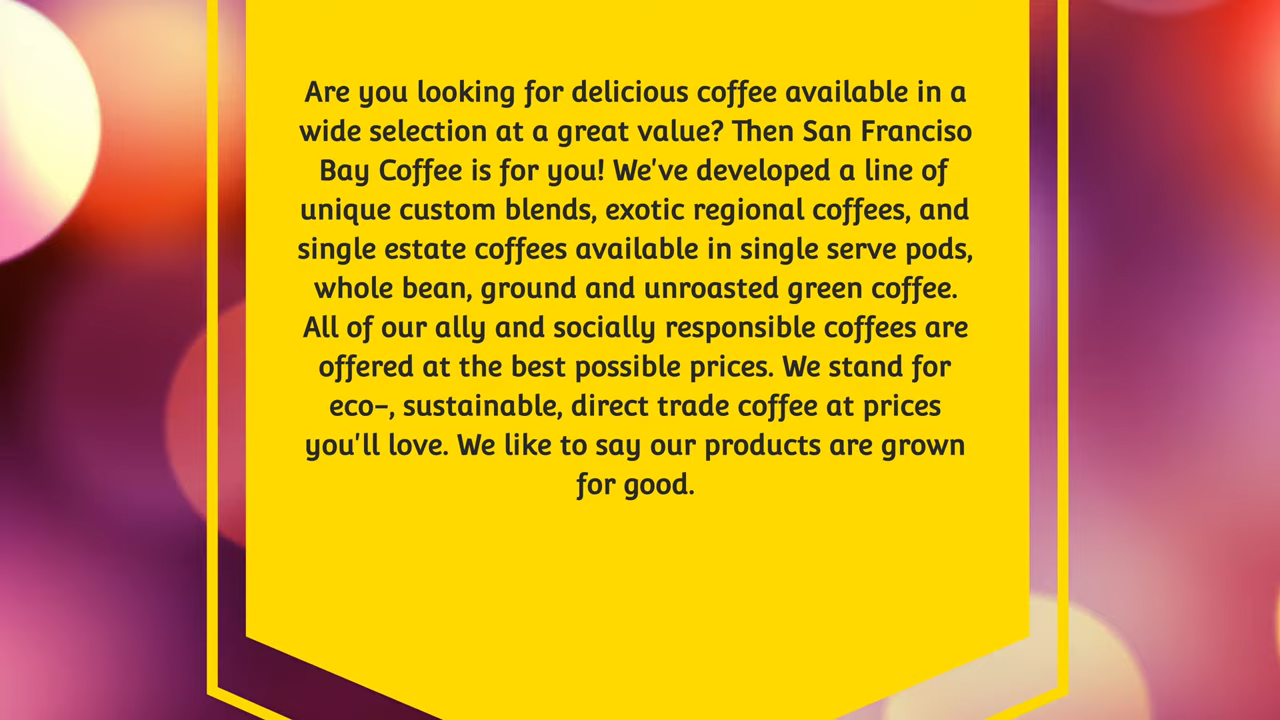 Are you looking for delicious coffee available in a
wide selection at a great value? Then San Franciso
Bay Coffee is for you! We've developed a line of
unique custom blends, exotic regional coffees, and
single estate coffees available in single serve pods,
whole bean, ground and unroasted green coffee.
All of our ally and socially responsible coffees are
offered at the best possible prices. We stand for
eco-, sustainable, direct trade coffee at prices
you'll love. We like to say our products are grown
for good.